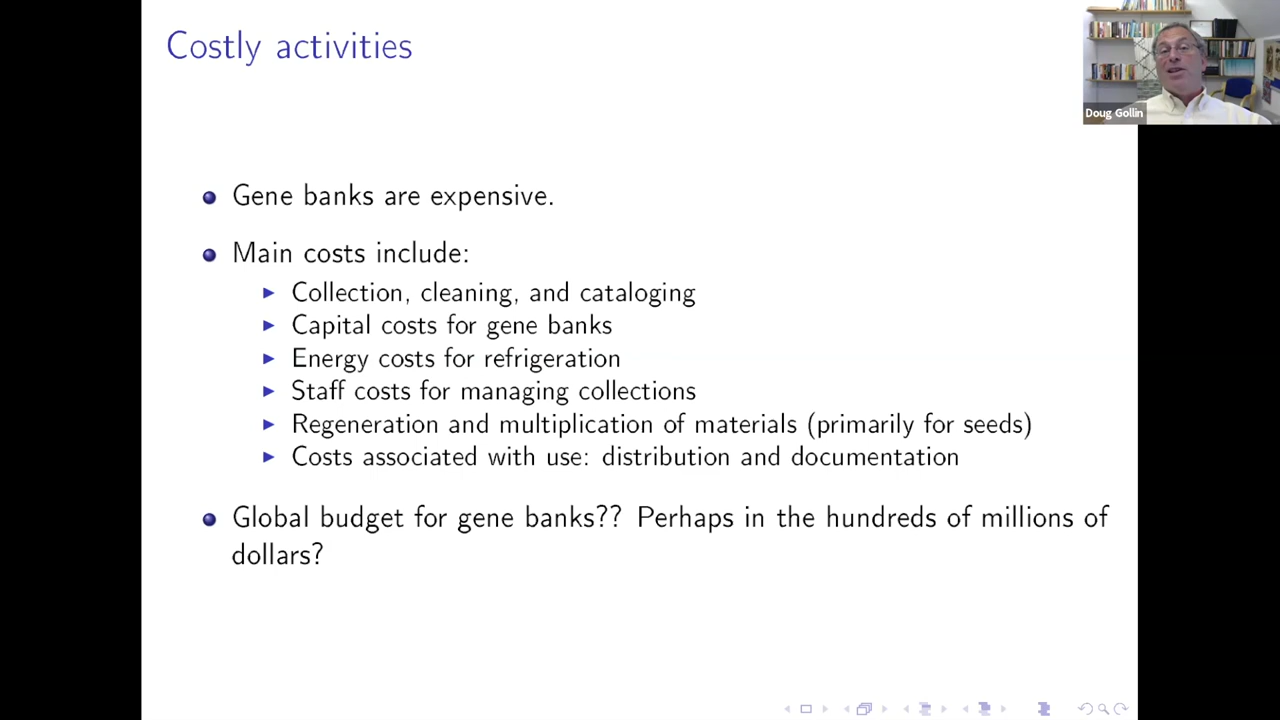 Costly activities
Doug Gollin
Gene banks are expensive.
Main costs include:
Collection, cleaning, and cataloging
Capital costs for gene banks
Energy costs for refrigeration
Staff costs for managing collections
Regeneration and multiplication of materials (primarily for seeds)
Costs associated with use: distribution and documentation
Global budget for gene banks?? Perhaps in the hundreds of millions of
dollars?